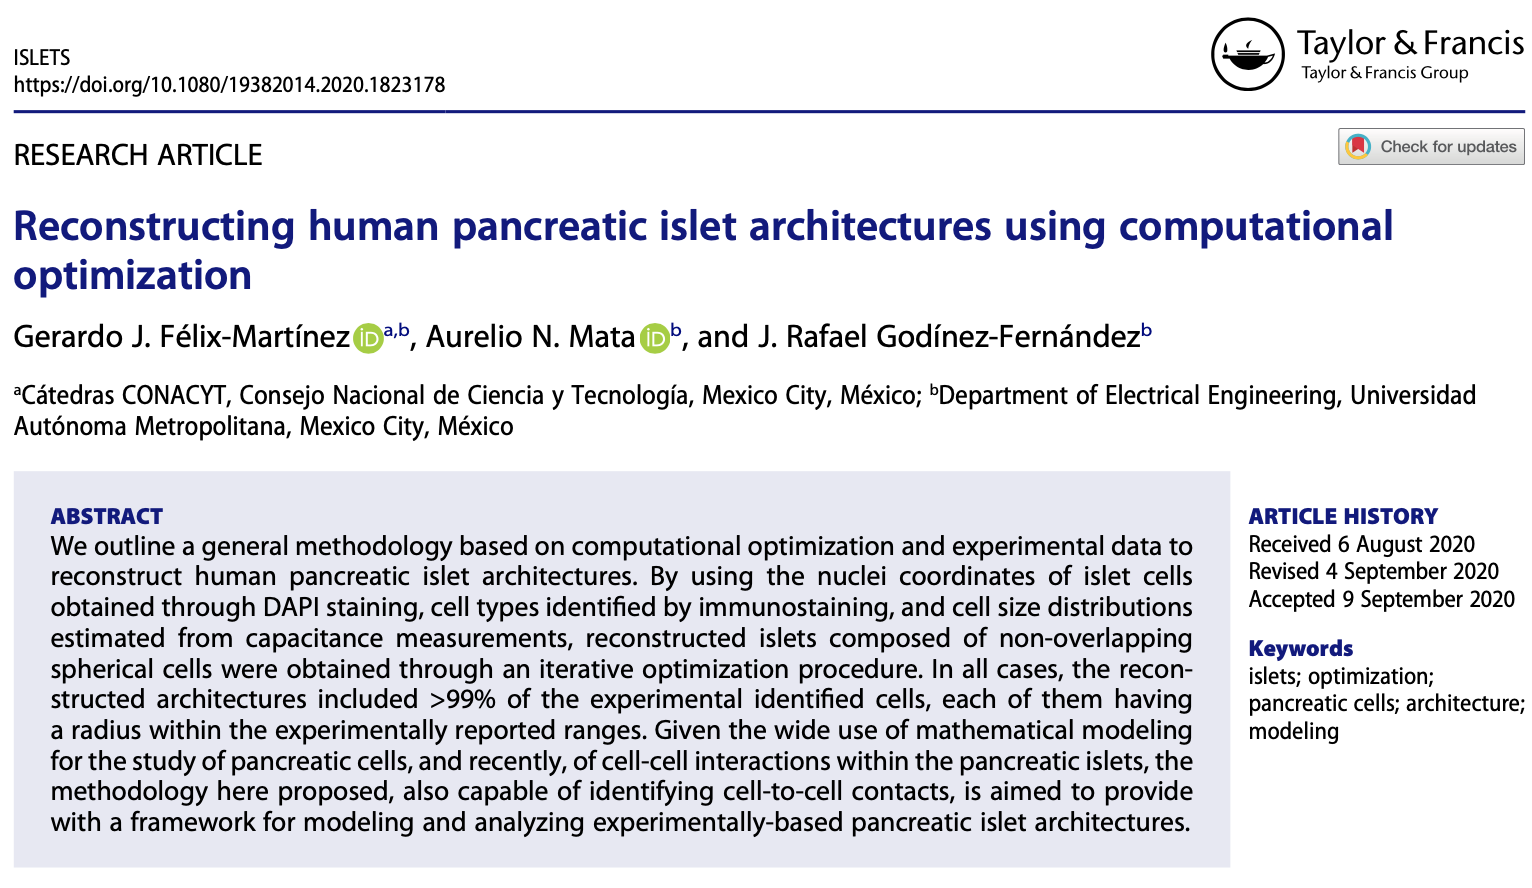 ISLETS
https://doi.org/10.1080/19382014.2020.1823178
Taylor & Francis
Taylor & Francis Group
RESEARCH ARTICLE
Check for updates
Reconstructing human pancreatic islet architectures using computational
optimization
Gerardo J. Félix-Martínez iD a,b, Aurelio N. Mata iD b, and J. Rafael Godínez-Fernández b
aCátedras CONACYT, Consejo Nacional de Ciencia y Tecnología, Mexico City, México; bDepartment of Electrical Engineering, Universidad
Autónoma Metropolitana, Mexico City, México
ABSTRACT
We outline a general methodology based on computational optimization and experimental data to
reconstruct human pancreatic islet architectures. By using the nuclei coordinates of islet cells
obtained through DAPI staining, cell types identified by immunostaining, and cell size distributions
estimated from capacitance measurements, reconstructed islets composed of non-overlapping
spherical cells were obtained through an iterative optimization procedure. In all cases, the recon-
structed architectures included >99% of the experimental identified cells, each of them having
a radius within the experimentally reported ranges. Given the wide use of mathematical modeling
for the study of pancreatic cells, and recently, of cell-cell interactions within the pancreatic islets, the
methodology here proposed, also capable of identifying cell-to-cell contacts, is aimed to provide
with a framework for modeling and analyzing experimentally-based pancreatic islet architectures.
ARTICLE HISTORY
Received 6 August 2020
Revised 4 September 2020
Accepted 9 September 2020
Keywords
islets; optimization;
pancreatic cells; architecture;
modeling